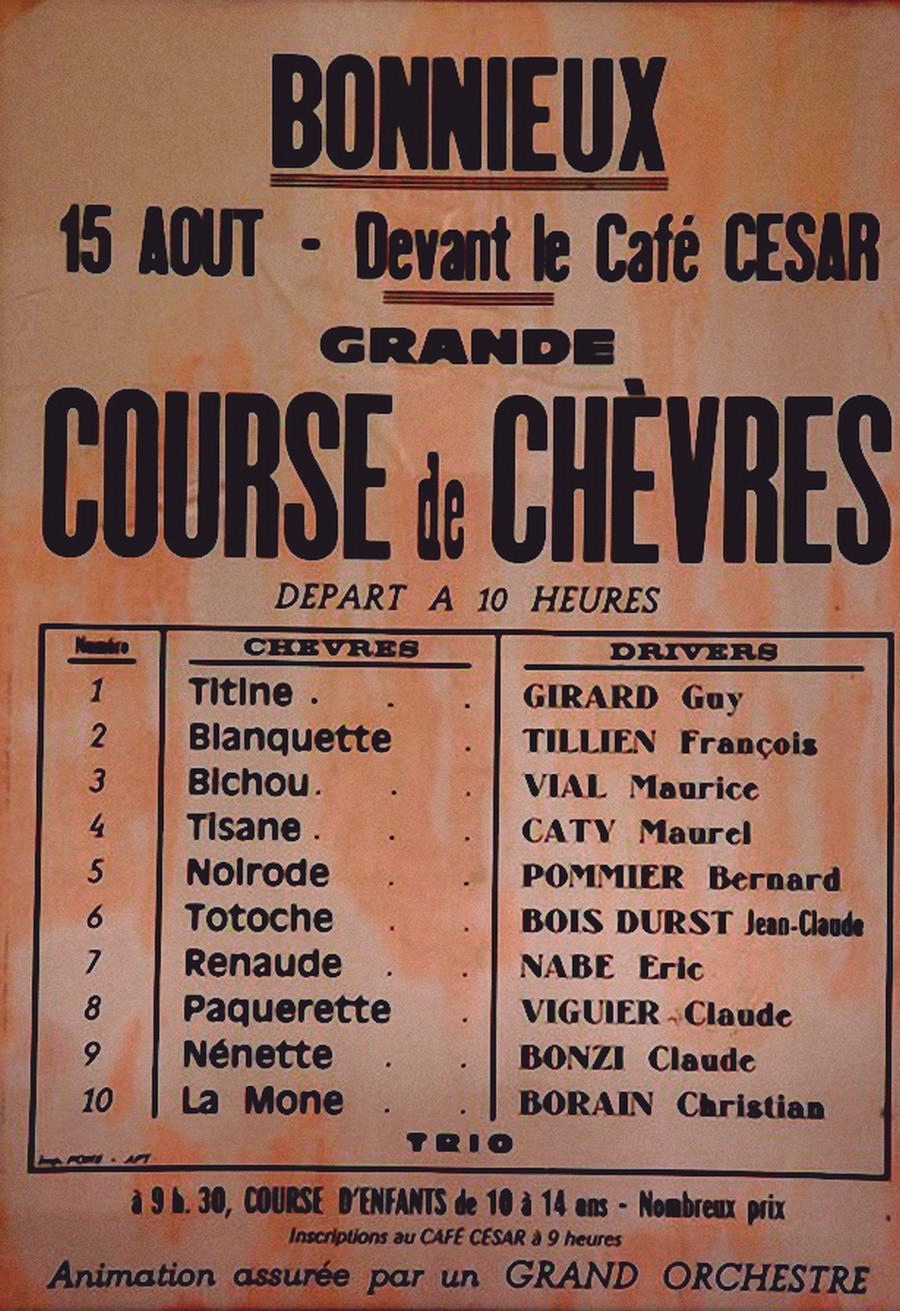 BONNIEUX
15 AOUT - Devant le Café CESAR
GRANDE
COURSE de CHÈVRES
DEPART A 10 HEURES
Numéro CHEVRES DRIVERS
1 Titine . . . GIRARD Guy
2 Blanquette . TILLIEN François
3 Bichou . . . VIAL Maurice
4 Tisane . . . CATY Maurel
5 Noirode . . POMMIER Bernard
6 Totoche . . BOIS DURST Jean-Claude
7 Renaude . . NABE Eric
8 Paquerette . VIGUIER Claude
9 Nénette . . BONZI Claude
10 La Mone . . BORAIN Christian
TRIO
Imp. - APT
à 9 h. 30, COURSE D'ENFANTS de 10 à 14 ans - Nombreux prix
Inscriptions au CAFÉ CÉSAR à 9 heures
Animation assurée par un GRAND ORCHESTRE